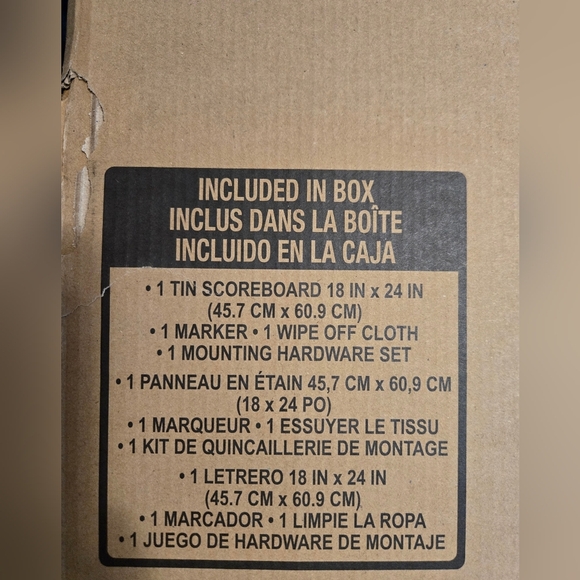 INCLUDED IN BOX
INCLUS DANS LA BOÎTE
INCLUIDO EN LA CAJA
• 1 TIN SCOREBOARD 18 IN x 24 IN
(45.7 CM x 60.9 CM)
• 1 MARKER • 1 WIPE OFF CLOTH
• 1 MOUNTING HARDWARE SET
• 1 PANNEAU EN ÉTAIN 45,7 CM x 60,9 CM
(18 x 24 PO)
• 1 MARQUEUR • 1 ESSUYER LE TISSU
• 1 KIT DE QUINCAILLERIE DE MONTAGE
• 1 LETRERO 18 IN x 24 IN
(45.7 CM x 60.9 CM)
• 1 MARCADOR • 1 LIMPIE LA ROPA
• 1 JUEGO DE HARDWARE DE MONTAJE